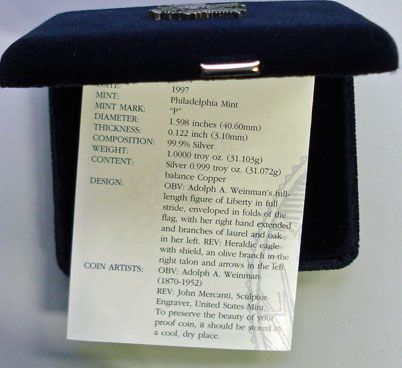 DATE: 1997
MINT: Philadelphia Mint
MINT MARK: "P"
DIAMETER: 1.598 inches (40.60mm)
THICKNESS: 0.122 inch (3.10mm)
COMPOSITION: 99.9% Silver
WEIGHT: 1.0000 troy oz. (31.103g)
CONTENT: Silver 0.999 troy oz. (31.072g)
balance Copper
DESIGN: OBV: Adolph A. Weinman's full-
length figure of Liberty in full
stride, enveloped in folds of the
flag, with her right hand extended
and branches of laurel and oak
in her left. REV: Heraldic eagle
with shield, an olive branch in the
right talon and arrows in the left.
COIN ARTISTS: OBV: Adolph A. Weinman
(1870-1952)
REV: John Mercanti, Sculptor-
Engraver, United States Mint.
To preserve the beauty of your
proof coin, it should be stored in
a cool, dry place.